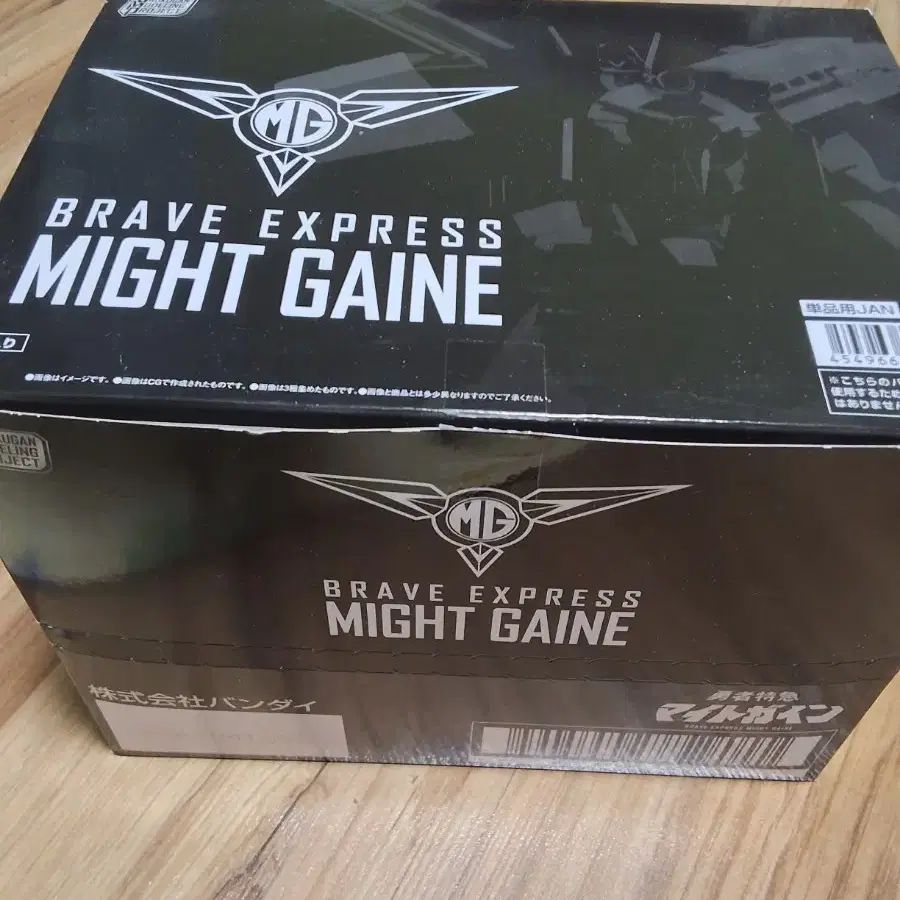 MG
BRAVE EXPRESS
MIGHT GAINE
り
●画像はイメージです。 ●画像はCGで作成されたものです。 ●画像は3種集めたものです。 ●画像と商品とは多少異なりますのでご了承ください。
単品用JAN
454966
※こちらのバ
使用するため
はありません
MG
BRAVE EXPRESS
MIGHT GAINE
株式会社バンダイ
勇者特急
マイトガイン
BRAVE EXPRESS MIGHT GAINE